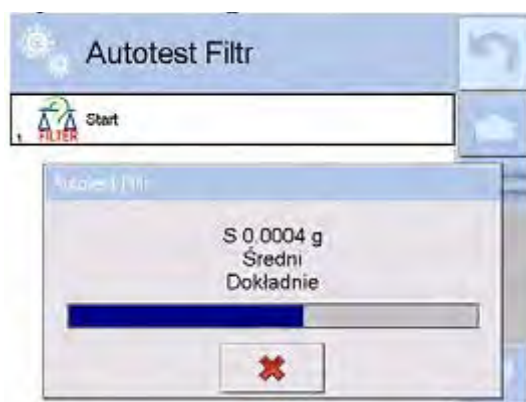 Autotest Filtr
Start
1
FILTER
Autotest Filtr
S 0.0004 g
Średni
Dokładnie